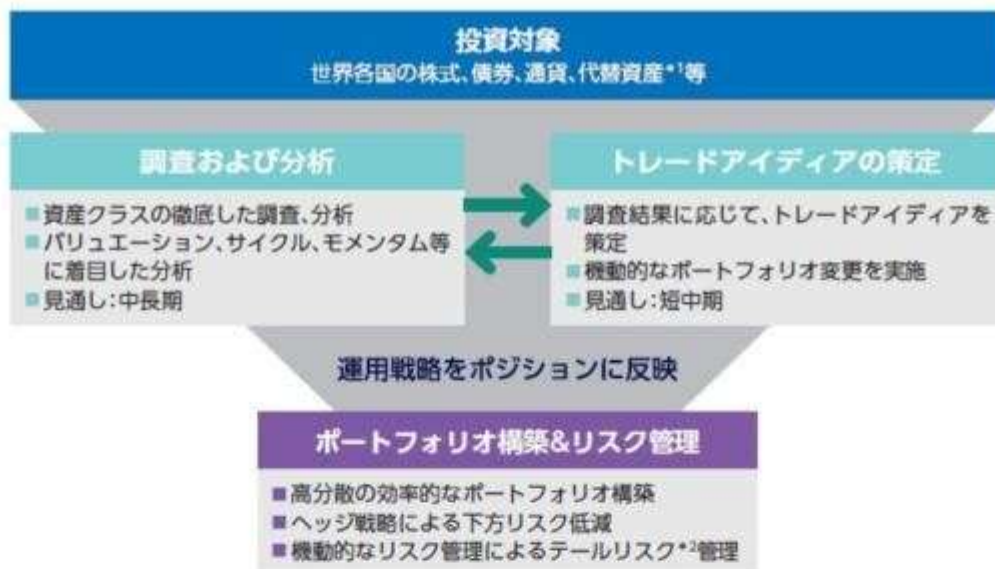 投資対象
世界各国の株式、債券、通貨、代替資産*1等
調査および分析
■資産クラスの徹底した調査、分析
■バリュエーション、サイクル、モメンタム等
に着目した分析
■見通し:中長期
トレードアイディアの策定
■調査結果に応じて、トレードアイディアを
策定
■機動的なポートフォリオ変更を実施
■見通し:短中期
運用戦略をポジションに反映
ポートフォリオ構築&リスク管理
■高分散の効率的なポートフォリオ構築
■ヘッジ戦略による下方リスク低減
■機動的なリスク管理によるテールリスク*2管理